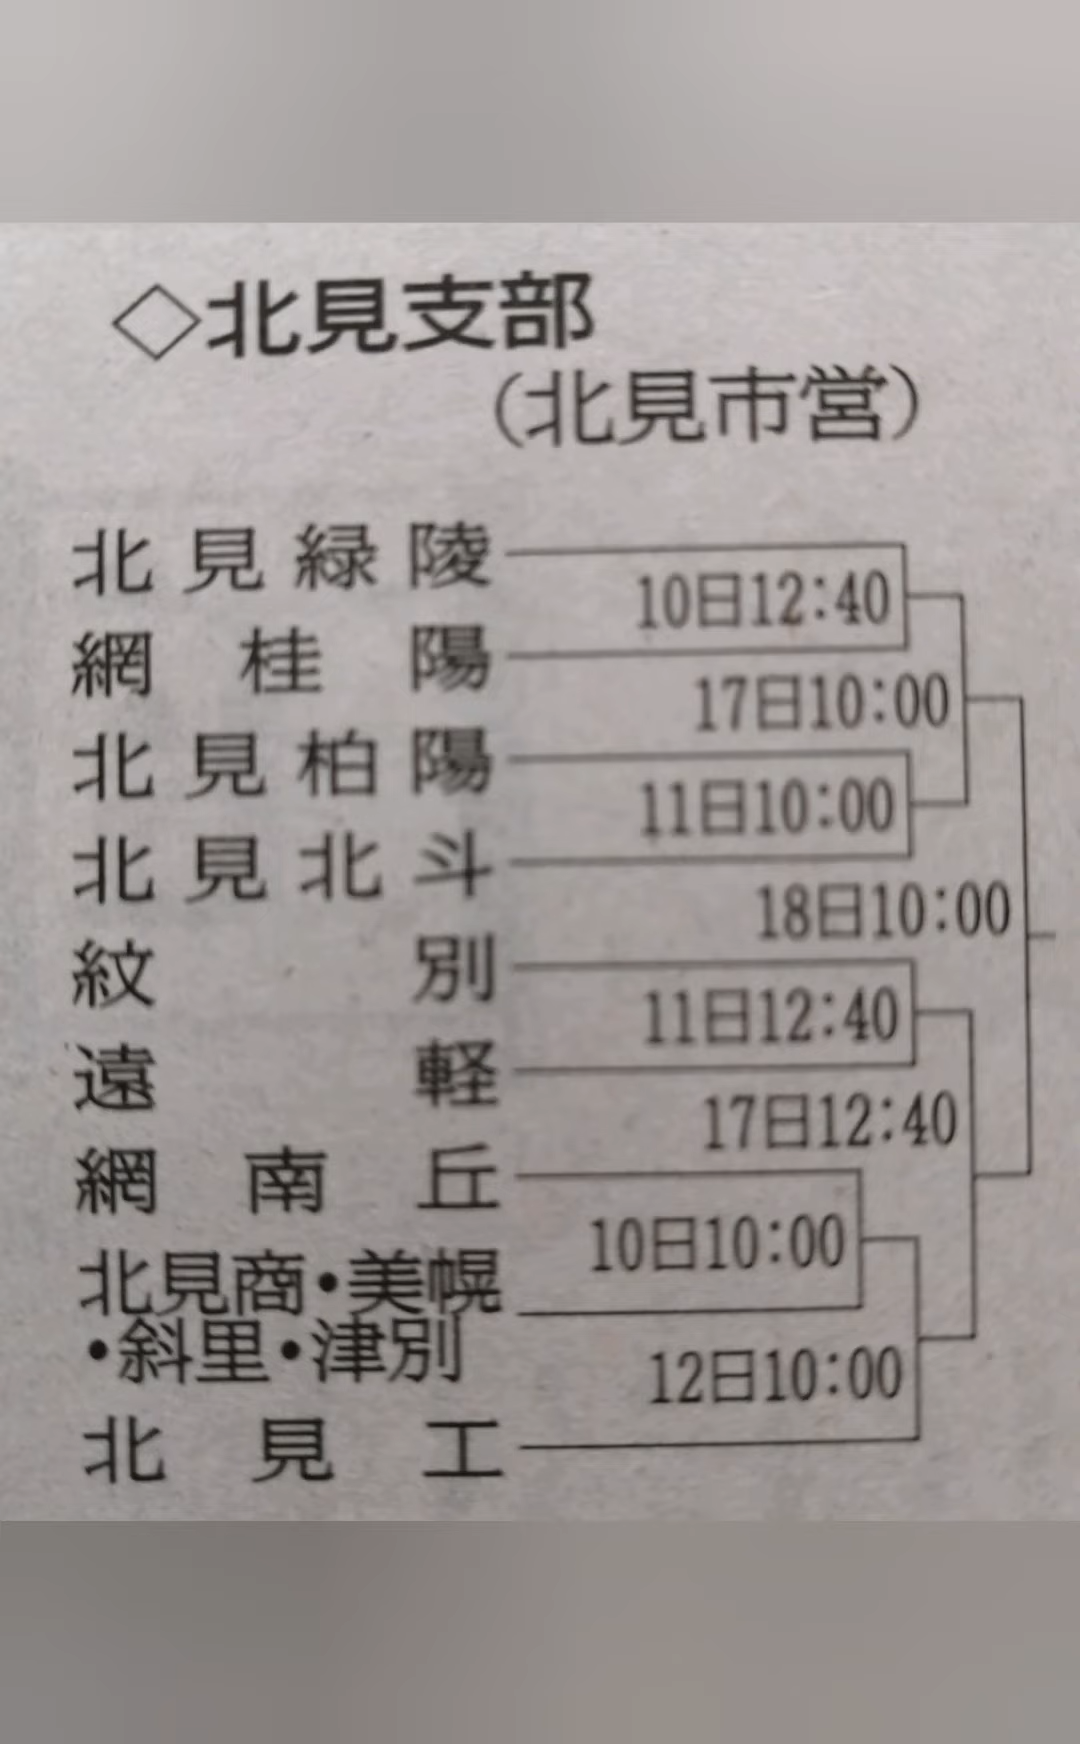 ◇北見支部
(北見市営)
北見緑陵
10日12:40
網桂陽
17日10:00
北見柏陽
11日10:00
北見北斗
18日10:00
紋別
11日12:40
遠軽
17日12:40
網南丘
10日10:00
北見商・美幌
・斜里・津別
12日10:00
北見工